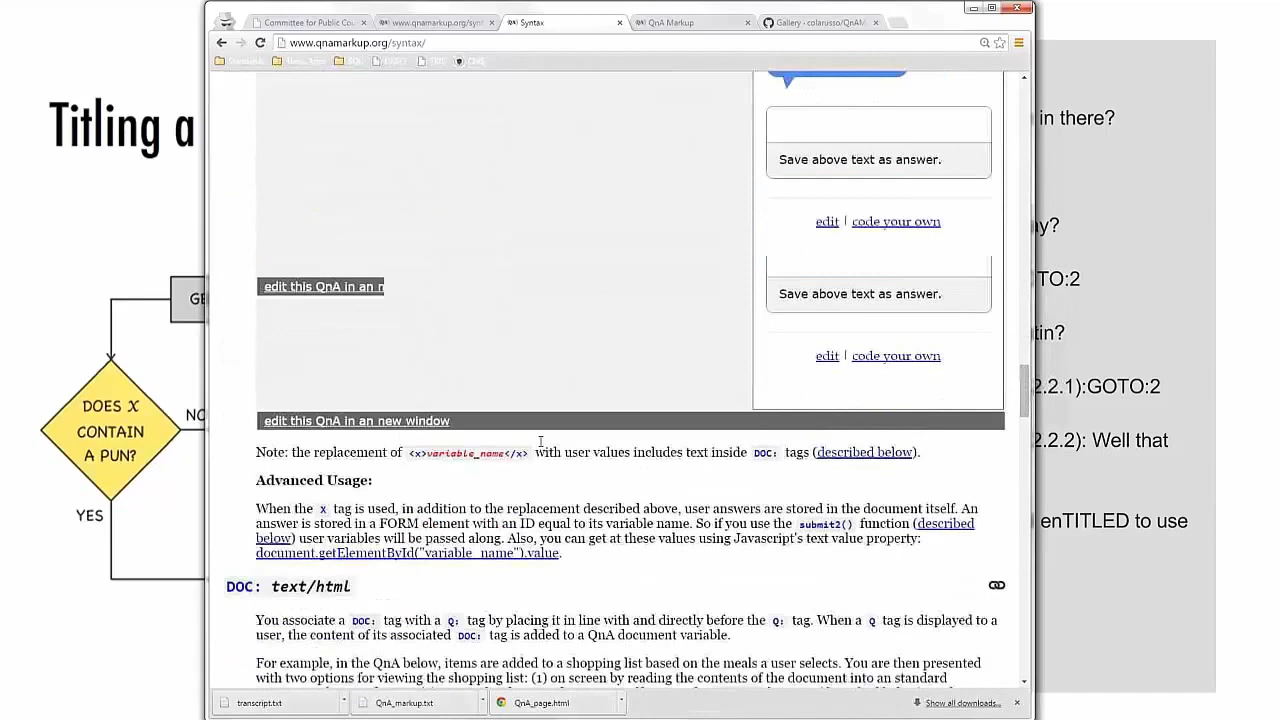 Committee for Public Cou
www.qnamarkup.org/synt
Syntax
QnA Markup
Gallery - colarusso/QnAM
www.qnamarkup.org/syntax/
Titling a
in there?
Save above text as answer.
edit | code your own
ay?
edit this QnA in an n
GE
TO:2
Save above text as answer.
tin?
edit | code your own
2.2.1):GOTO:2
DOES X
CONTAIN
A PUN?
NO
edit this QnA in an new window
2.2.2): Well that
Note: the replacement of <x>variable_name</x> with user values includes text inside DOC: tags (described below).
Advanced Usage:
YES
When the X tag is used, in addition to the replacement described above, user answers are stored in the document itself. An
answer is stored in a FORM element with an ID equal to its variable name. So if you use the submit2() function (described
below) user variables will be passed along. Also, you can get at these values using Javascript's text value property:
document.getElementById("variable_name").value.
enTITLED to use
DOC: text/html
You associate a DOC: tag with a Q: tag by placing it in line with and directly before the Q: tag. When a Q tag is displayed to a
user, the content of its associated DOC: tag is added to a QnA document variable.
For example, in the QnA below, items are added to a shopping list based on the meals a user selects. You are then presented
with two options for viewing the shopping list: (1) on screen by reading the contents of the document into an standard
transcript.txt
QnA_markup.txt
QnA_page.html
Show all downloads...